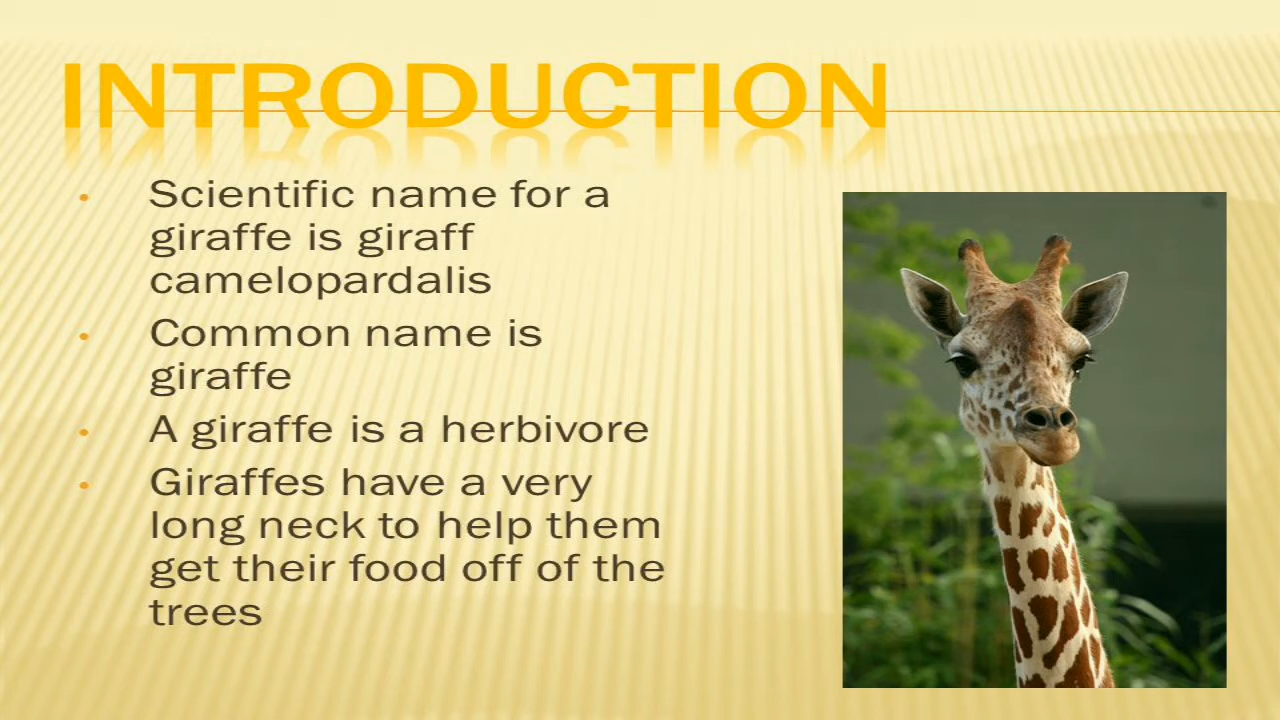 INTRODUCTION
• Scientific name for a
giraffe is giraff
camelopardalis
• Common name is
giraffe
• A giraffe is a herbivore
• Giraffes have a very
long neck to help them
get their food off of the
trees